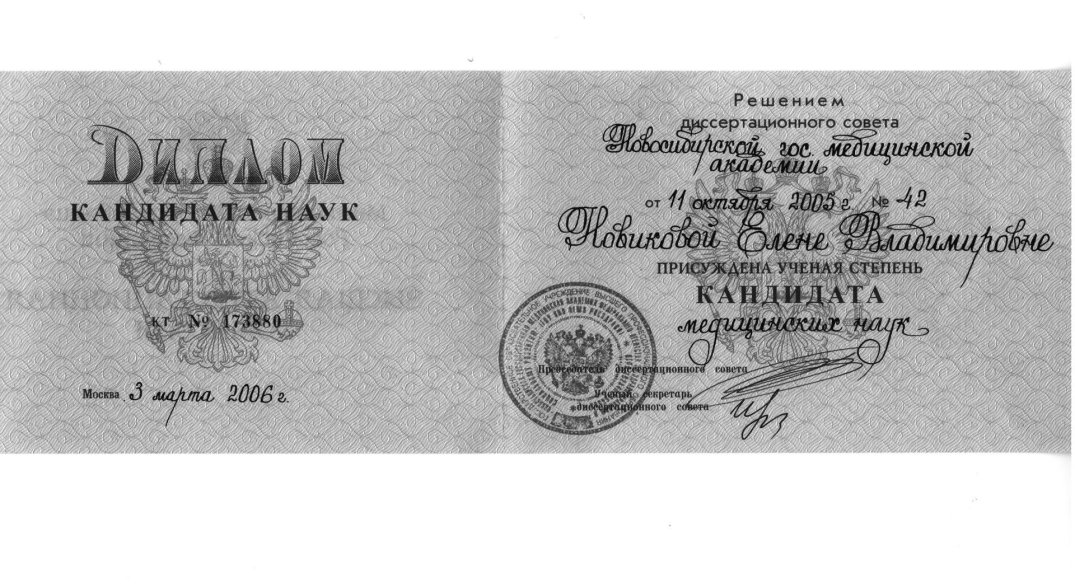 ДИПЛОМ
КАНДИДАТА НАУК
КТ № 173880
Москва 3 марта 2006 г.
Решением
диссертационного совета
Новосибирской гос. медицинской
академии
от 11 октября 2005 г. № 42
Новиковой Елене Владимировне
ПРИСУЖДЕНА УЧЕНАЯ СТЕПЕНЬ
КАНДИДАТА
медицинских наук
Председатель диссертационного совета
Ученый секретарь
диссертационного совета